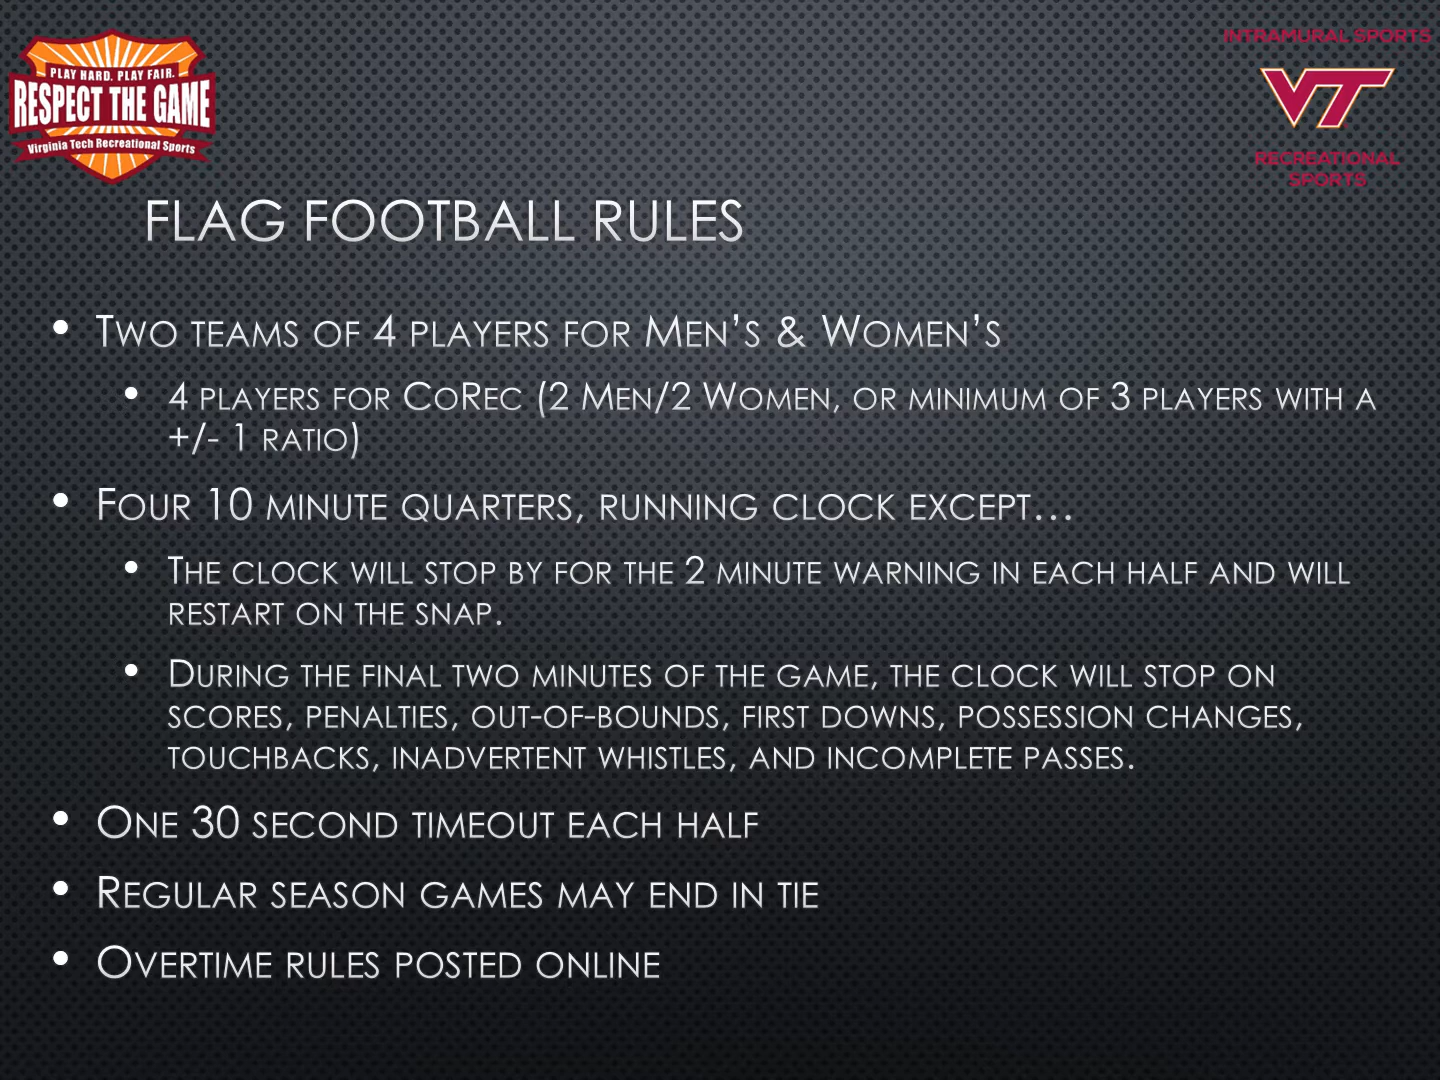 PLAY HARD. PLAY FAIR.
RESPECT THE GAME
Virginia Tech Recreational Sports
INTRAMURAL SPORTS
VT
RECREATIONAL
SPORTS
FLAG FOOTBALL RULES
• Two teams of 4 players for Men's & Women's
• 4 players for CoRec (2 Men/2 Women, or minimum of 3 players with a
+/- 1 ratio)
• Four 10 minute quarters, running clock except…
• The clock will stop by for the 2 minute warning in each half and will
restart on the snap.
• During the final two minutes of the game, the clock will stop on
scores, penalties, out-of-bounds, first downs, possession changes,
touchbacks, inadvertent whistles, and incomplete passes.
• One 30 second timeout each half
• Regular season games may end in tie
• Overtime rules posted online